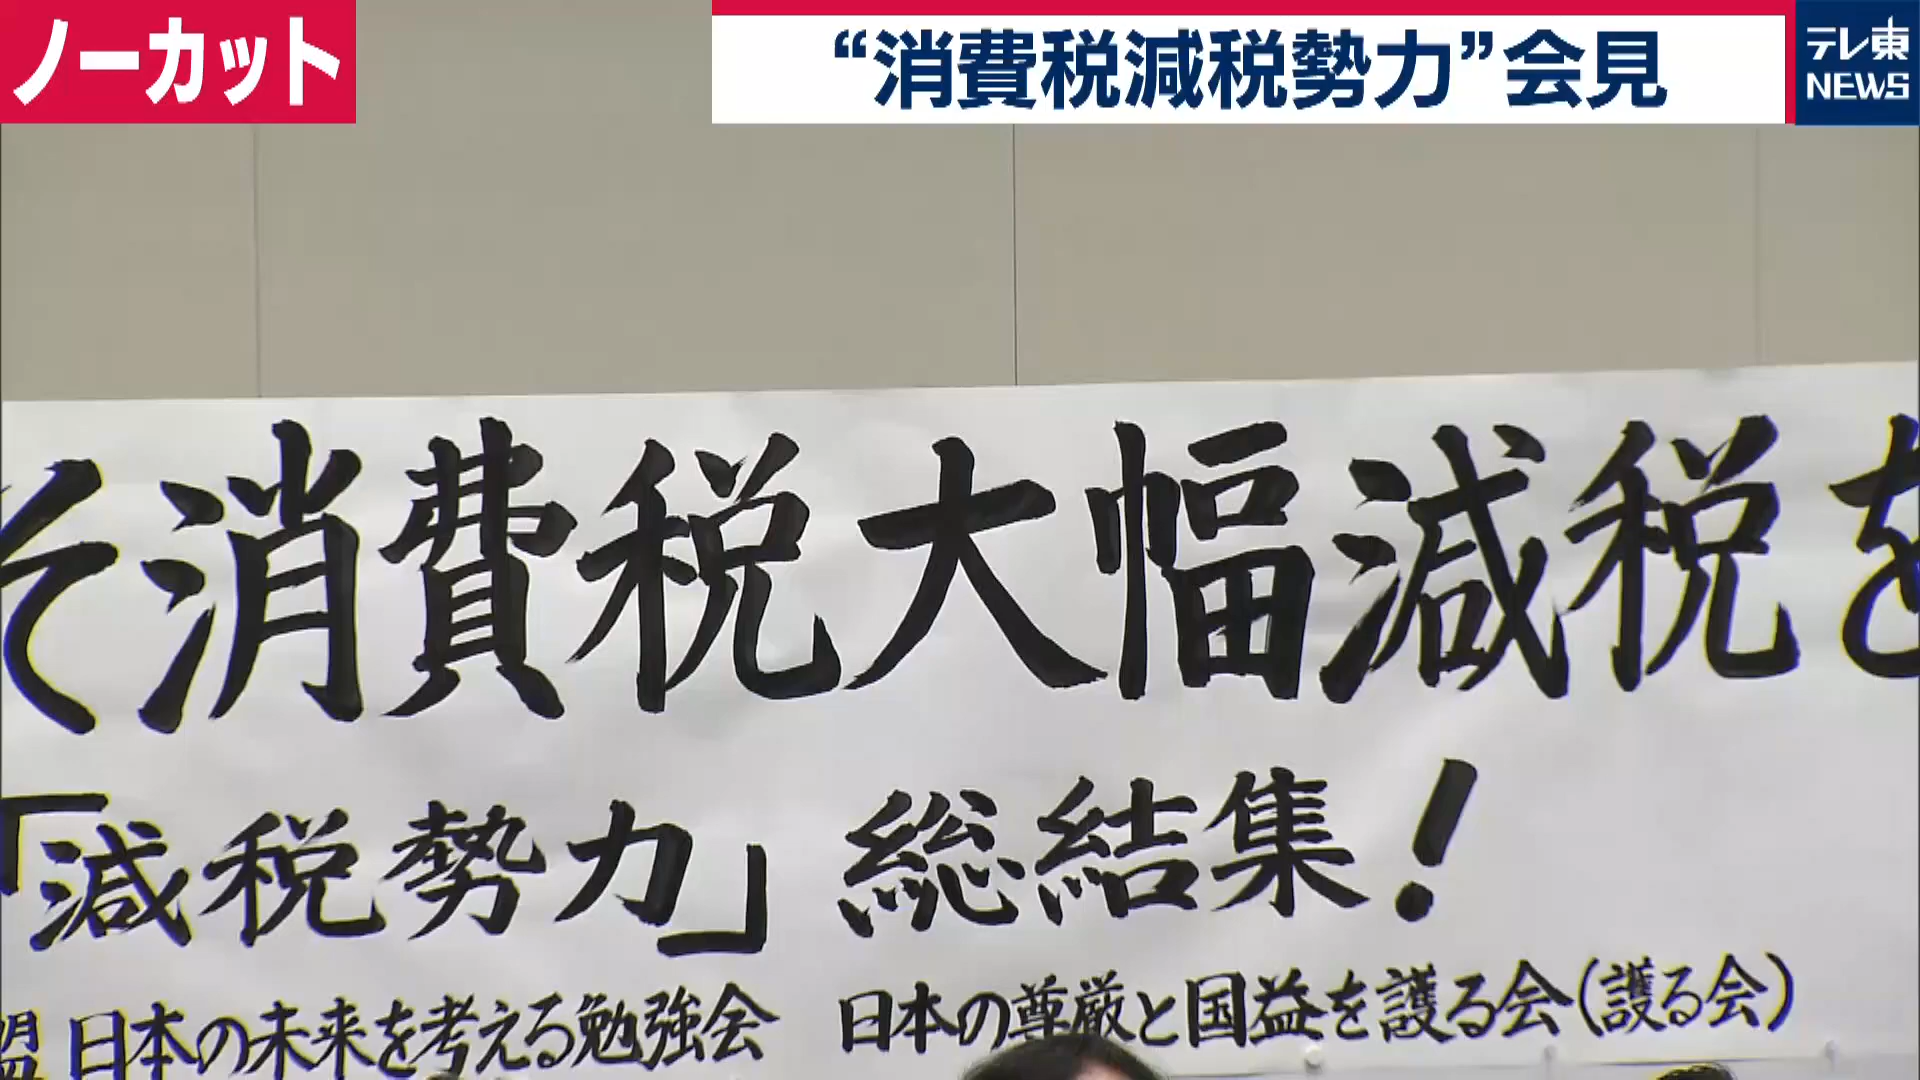 ノーカット
“消費税減税勢力”会見
テレ東
NEWS
そ消費税大幅減税を
「減税勢力」総結集!
盟 日本の未来を考える勉強会 日本の尊厳と国益を護る会(護る会)